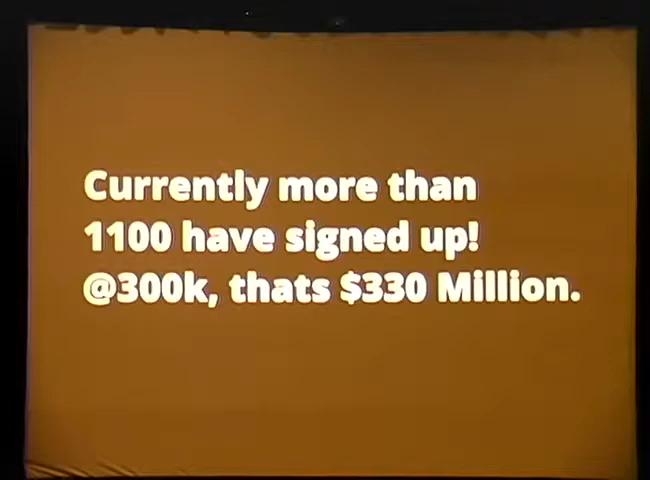 Currently more than
1100 have signed up!
@300k, thats $330 Million.